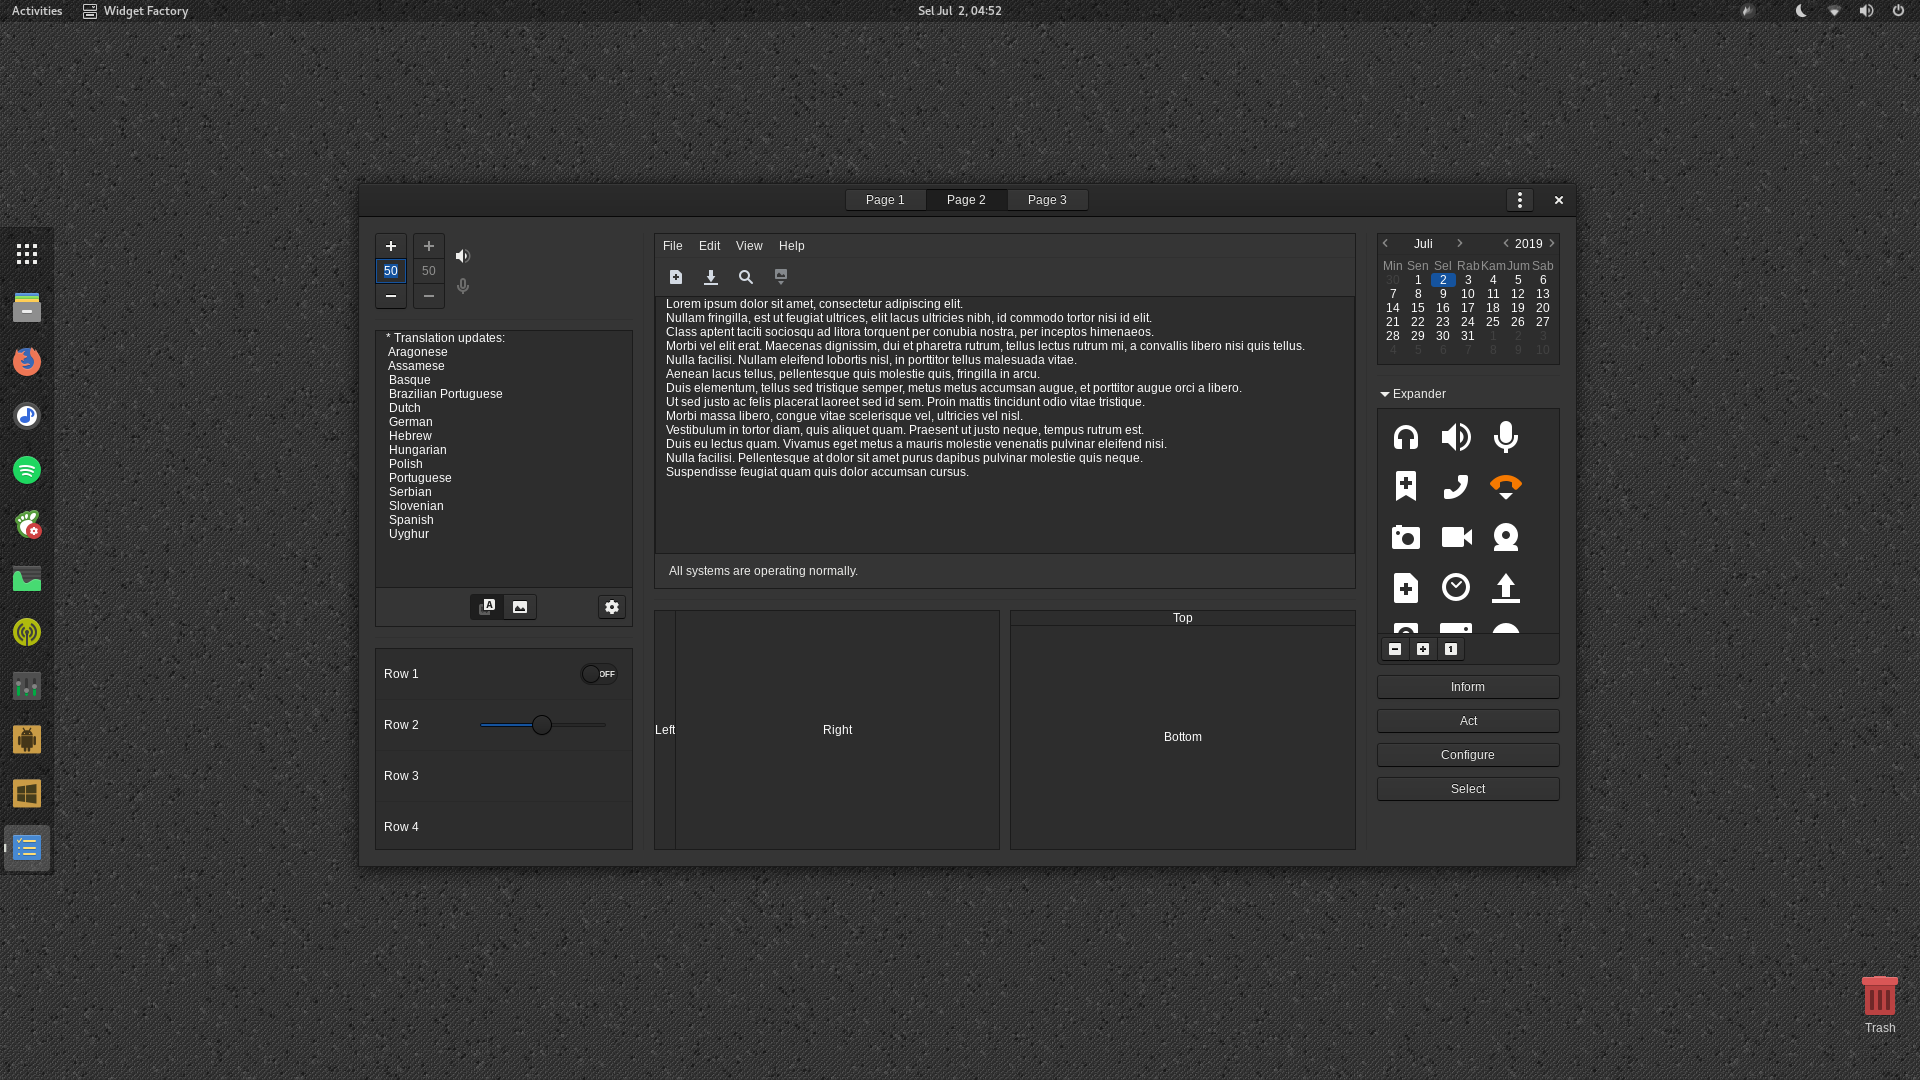 Activities
Widget Factory
Sel Jul 2, 04:52
Page 1
Page 2
Page 3
50
50
* Translation updates:
Aragonese
Assamese
Basque
Brazilian Portuguese
Dutch
German
Hebrew
Hungarian
Polish
Portuguese
Serbian
Slovenian
Spanish
Uyghur
A
Row 1
OFF
Row 2
Row 3
Row 4
File Edit View Help
Lorem ipsum dolor sit amet, consectetur adipiscing elit.
Nullam fringilla, est ut feugiat ultrices, elit lacus ultricies nibh, id commodo tortor nisi id elit.
Class aptent taciti sociosqu ad litora torquent per conubia nostra, per inceptos himenaeos.
Morbi vel elit erat. Maecenas dignissim, dui et pharetra rutrum, tellus lectus rutrum mi, a convallis libero nisi quis tellus.
Nulla facilisi. Nullam eleifend lobortis nisl, in porttitor tellus malesuada vitae.
Aenean lacus tellus, pellentesque quis molestie quis, fringilla in arcu.
Duis elementum, tellus sed tristique semper, metus metus accumsan augue, et porttitor augue orci a libero.
Ut sed justo ac felis placerat laoreet sed id sem. Proin mattis tincidunt odio vitae tristique.
Morbi massa libero, congue vitae scelerisque vel, ultricies vel nisl.
Vestibulum in tortor diam, quis aliquet quam. Praesent ut justo neque, tempus rutrum est.
Duis eu lectus quam. Vivamus eget metus a mauris molestie venenatis pulvinar eleifend nisi.
Nulla facilisi. Pellentesque at dolor sit amet purus dapibus pulvinar molestie quis neque.
Suspendisse feugiat quam quis dolor accumsan cursus.
All systems are operating normally.
Left
Right
Top
Bottom
Juli 2019
Min Sen Sel Rab Kam Jum Sab
30 1 2 3 4 5 6
7 8 9 10 11 12 13
14 15 16 17 18 19 20
21 22 23 24 25 26 27
28 29 30 31 1 2 3
4 5 6 7 8 9 10
Expander
1
Inform
Act
Configure
Select
Trash